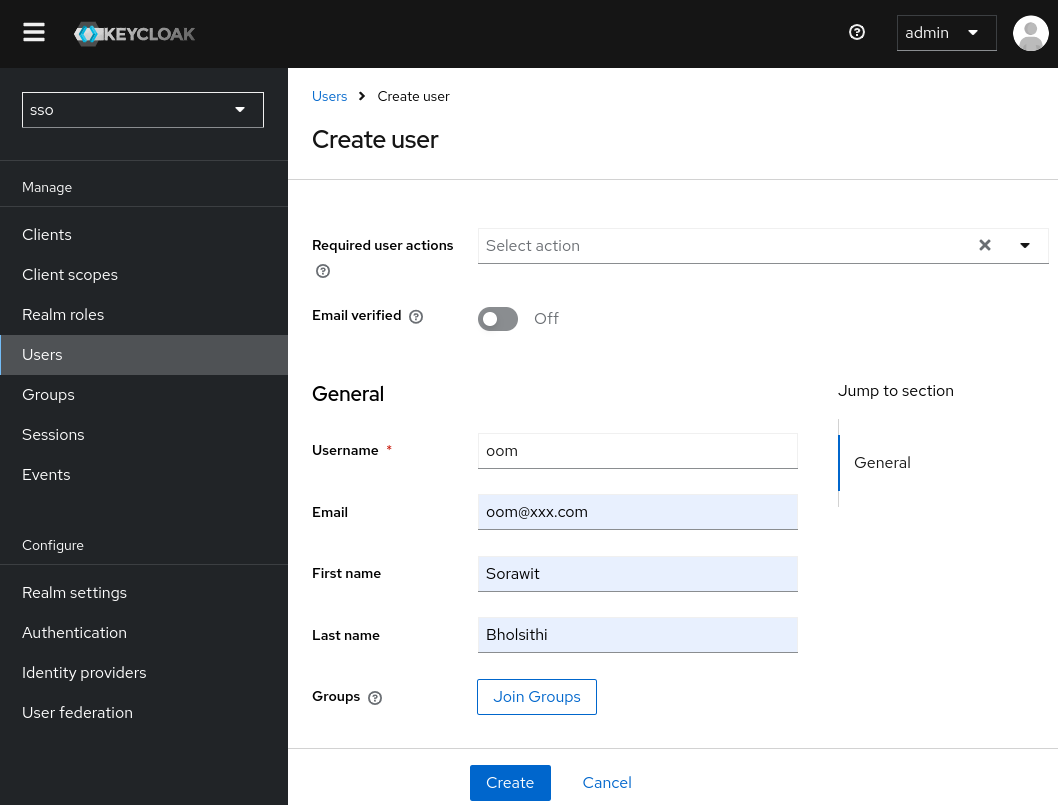 KEYCLOAK
admin
sso
Manage
Clients
Client scopes
Realm roles
Users
Groups
Sessions
Events
Configure
Realm settings
Authentication
Identity providers
User federation
Users > Create user
Create user
Required user actions
Select action
Email verified
Off
General
Username *
oom
Email
oom@xxx.com
First name
Sorawit
Last name
Bholsithi
Groups
Join Groups
Jump to section
General
Create
Cancel